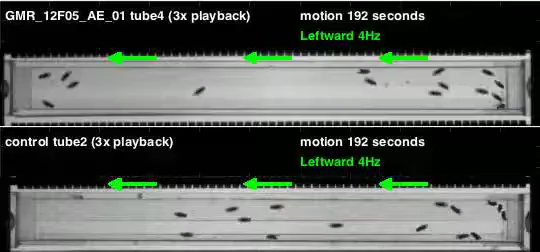 GMR_12F05_AE_01 tube4 (3x playback) motion 192 seconds
Leftward 4Hz
control tube2 (3x playback) motion 192 seconds
Leftward 4Hz